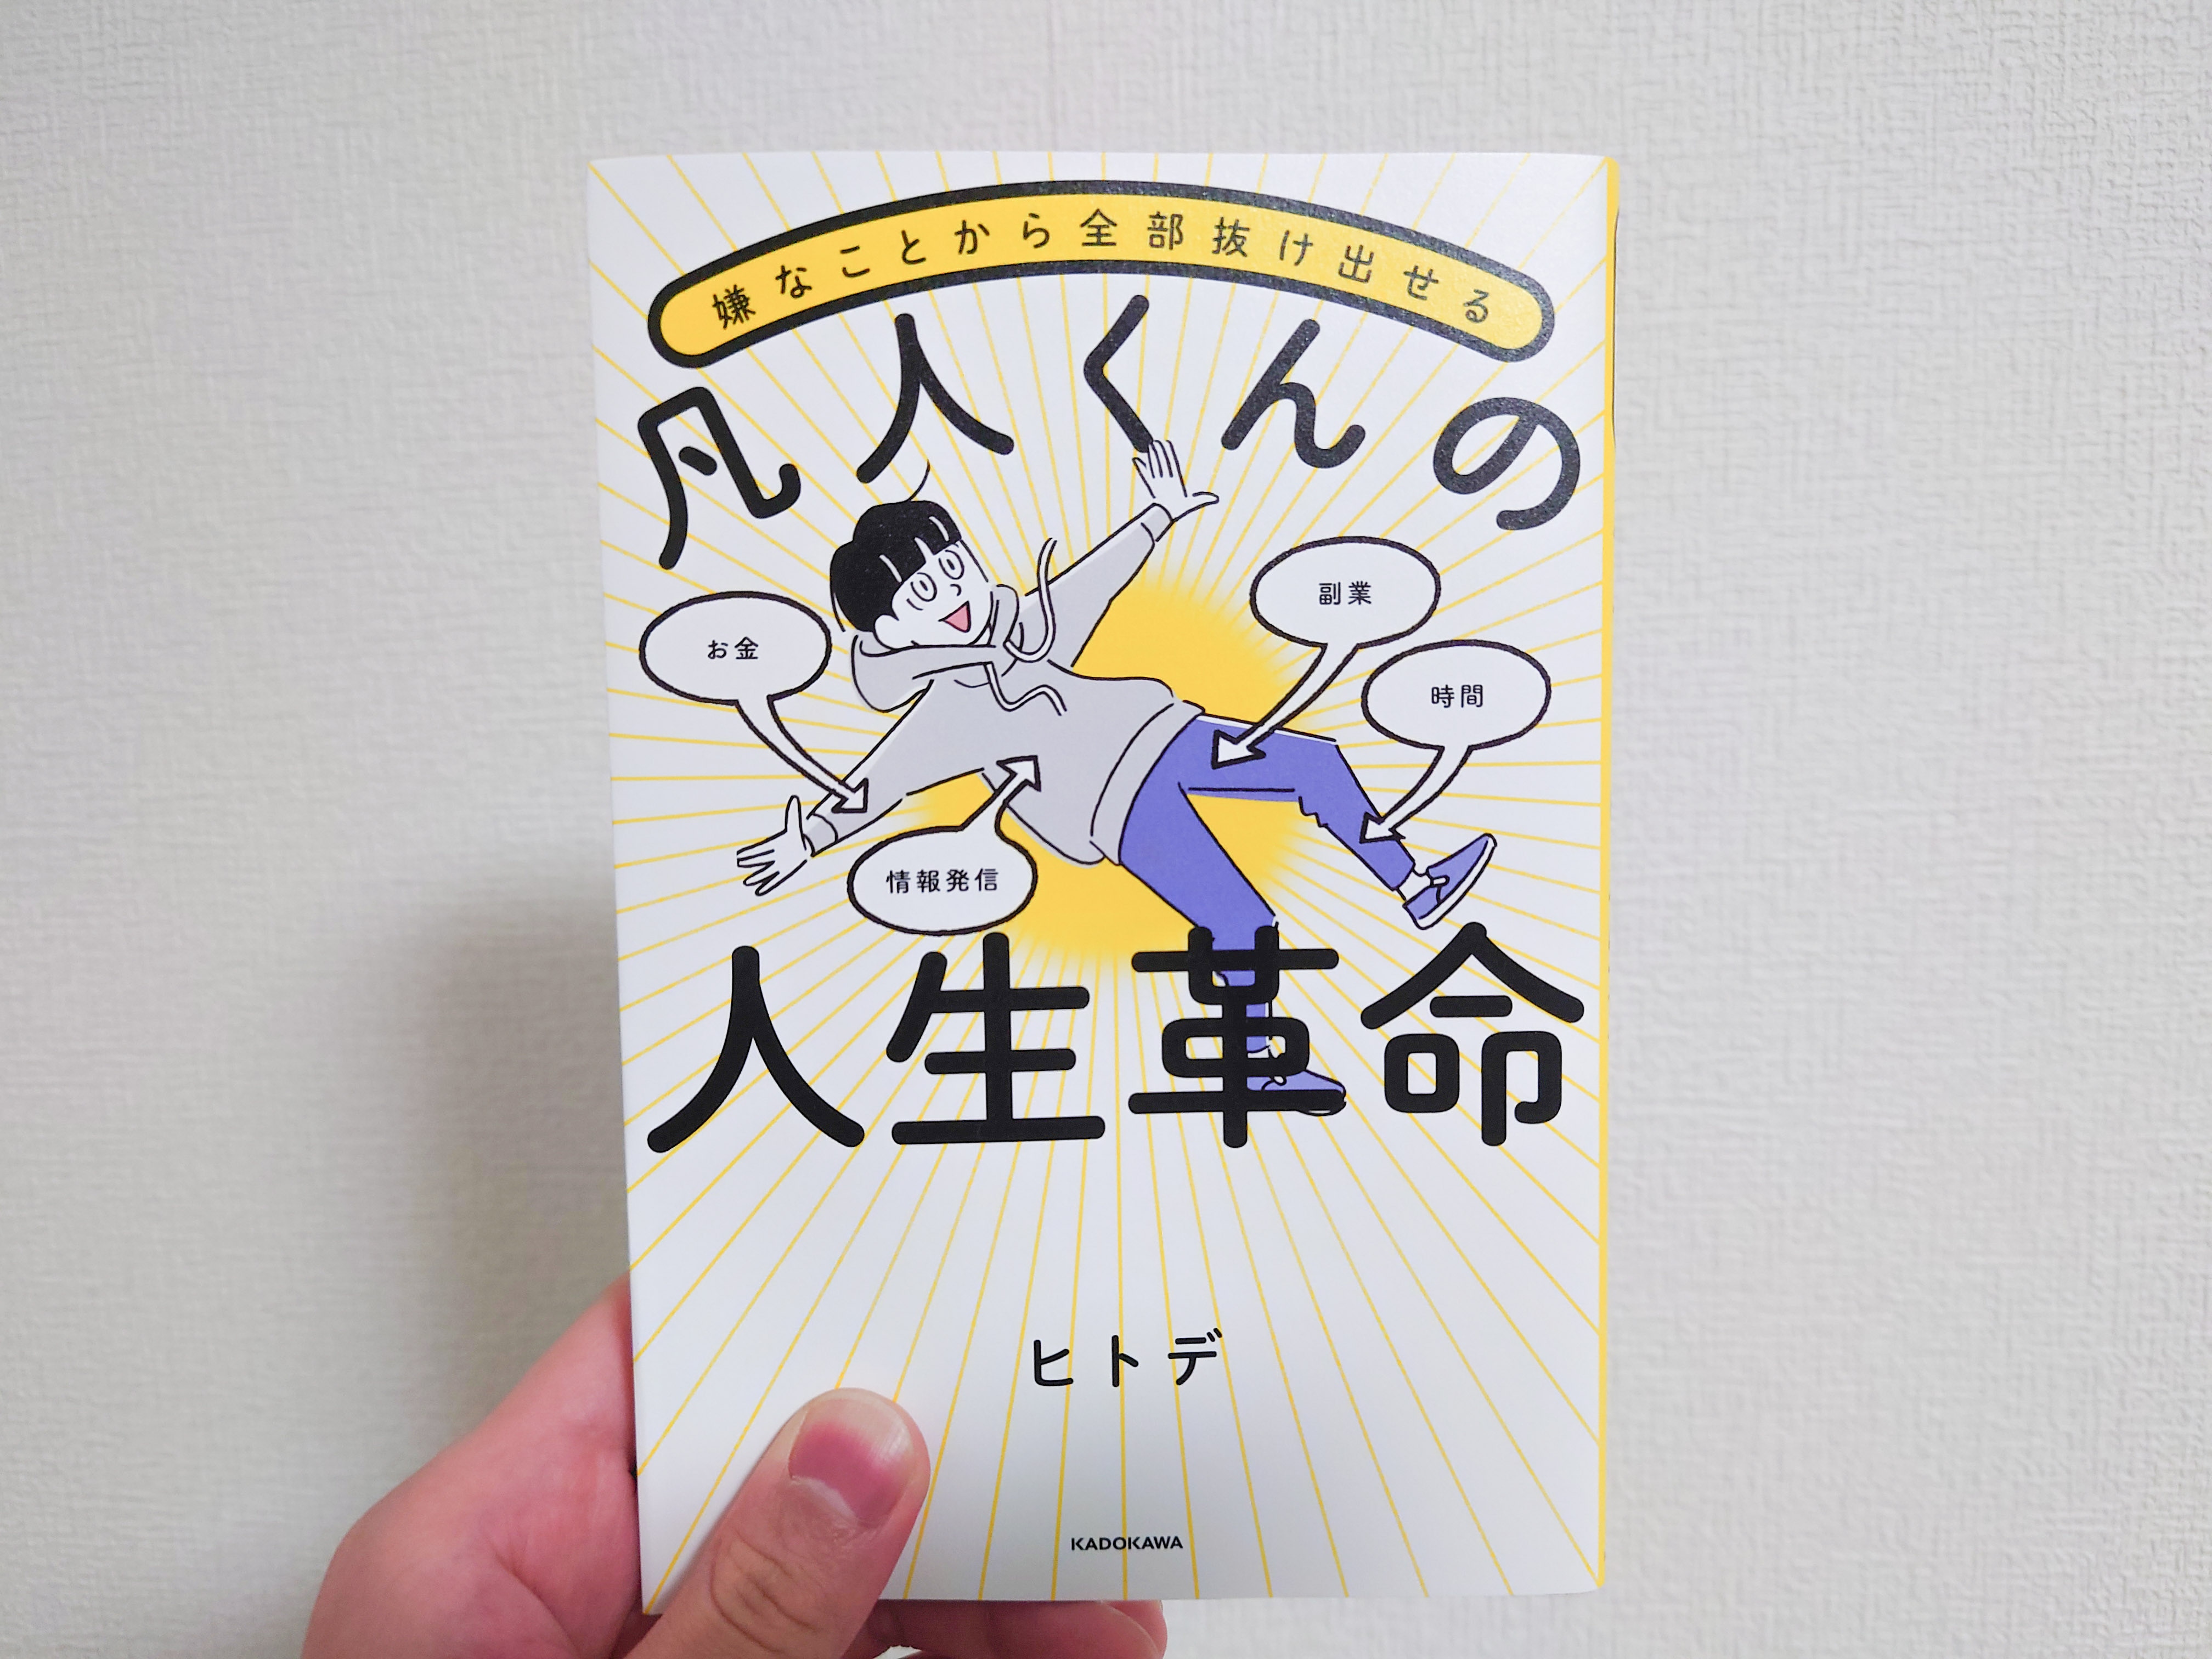 嫌なことから全部抜け出せる
凡人くんの
お金
副業
時間
情報発信
人生革命
ヒトデ
KADOKAWA